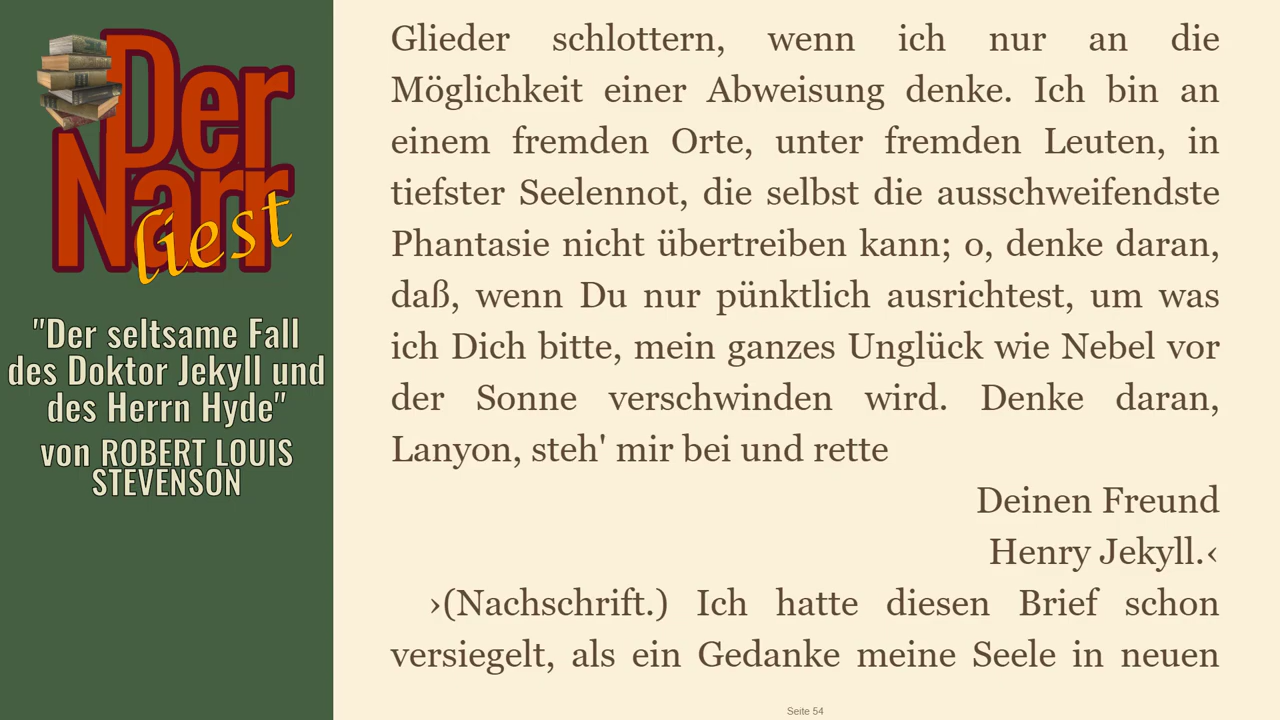 Der
Narr
liest
"Der seltsame Fall
des Doktor Jekyll und
des Herrn Hyde"
von ROBERT LOUIS
STEVENSON
Glieder schlottern, wenn ich nur an die
Möglichkeit einer Abweisung denke. Ich bin an
einem fremden Orte, unter fremden Leuten, in
tiefster Seelennot, die selbst die ausschweifendste
Phantasie nicht übertreiben kann; o, denke daran,
daß, wenn Du nur pünktlich ausrichtest, um was
ich Dich bitte, mein ganzes Unglück wie Nebel vor
der Sonne verschwinden wird. Denke daran,
Lanyon, steh' mir bei und rette
Deinen Freund
Henry Jekyll.‹
›(Nachschrift.) Ich hatte diesen Brief schon
versiegelt, als ein Gedanke meine Seele in neuen
Seite 54